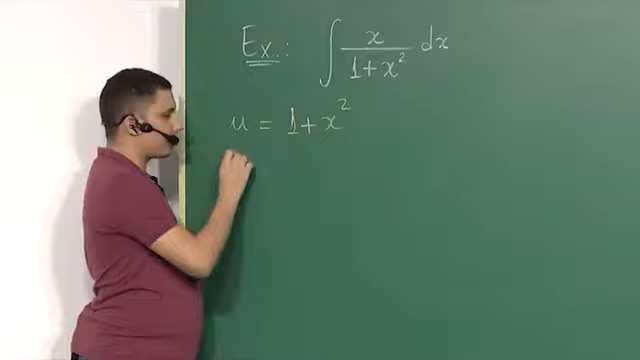 Ex.: ∫ x/(1+x²) dx
u = 1+x²